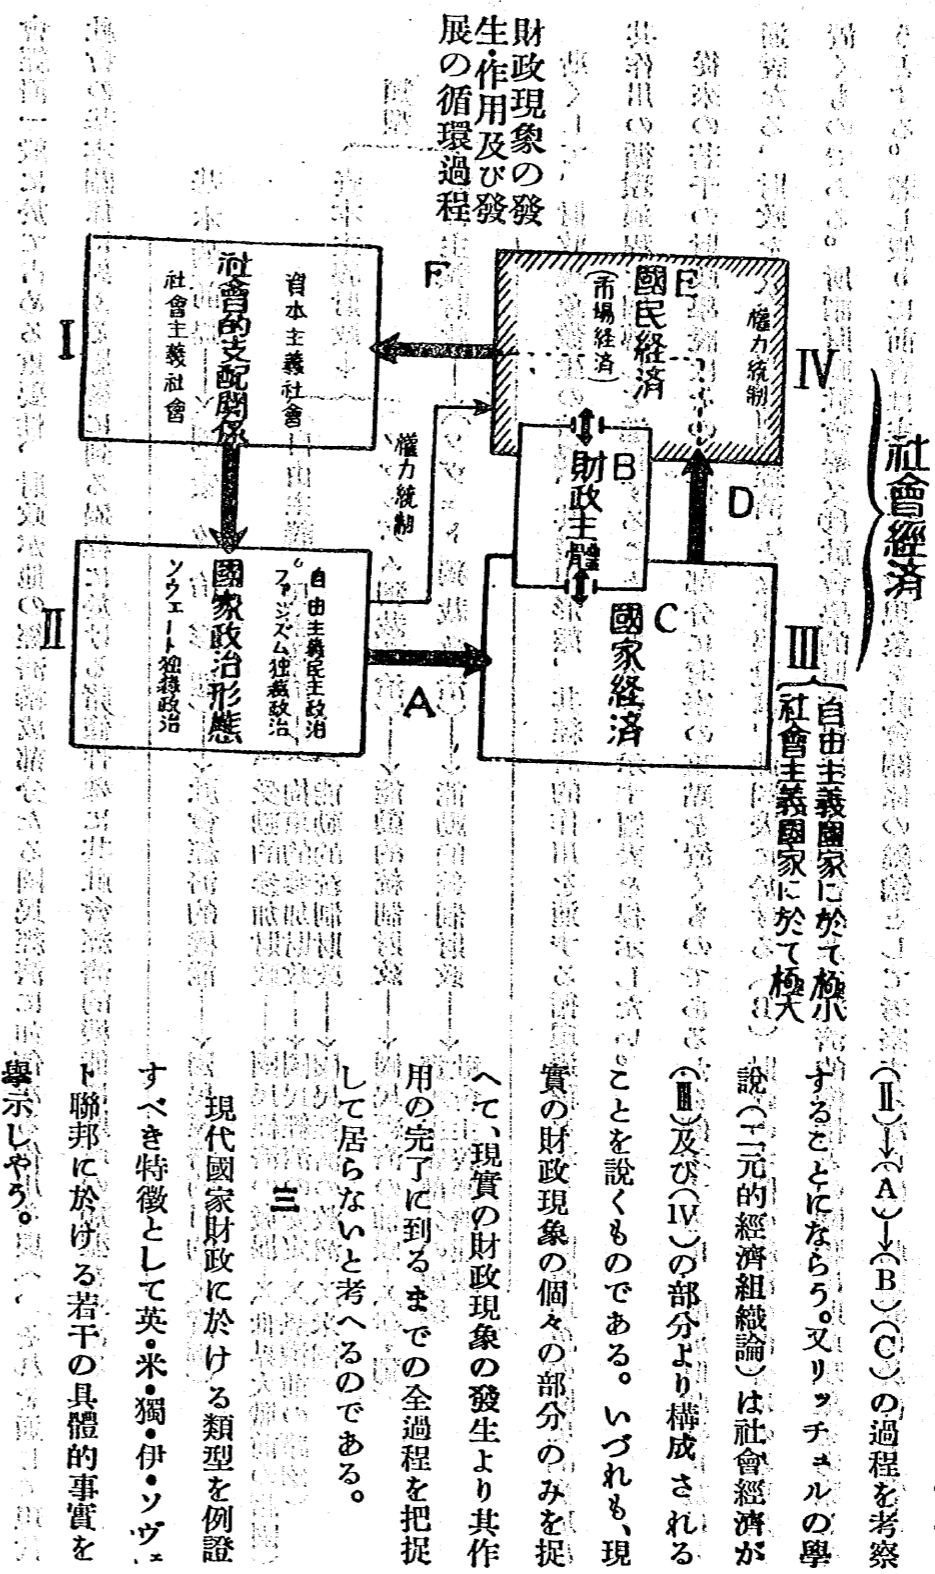 財政現象の發
生・作用及び發
展の循環過程
社會経済
Ⅳ
權力統制
E
國民経済
(市場経済)
F
Ⅰ
資本主義社會
社會的支配関係
社會主義社會
B
財政主體
D
權力統制
Ⅲ
自由主義國家に於て極小
社會主義國家に於て極大
C
國家経済
A
Ⅱ
自由主義民主政治
ファシズム独裁政治
國家政治形態
ソヴェート独裁政治
(Ⅱ)→(A)→(B)(C)の過程を考察
することにならう。又リッチェルの學
說(二元的經濟組織論)は社會經濟が
(Ⅲ)及び(Ⅳ)の部分より構成される
ことを說くものである。いづれも、現
實の財政現象の個々の部分のみを捉
へて、現實の財政現象の發生より其作
用の完了に到るまでの全過程を把捉
して居らないと考へるのである。
三
現代國家財政に於ける類型を例證
すべき特徵として英・米・獨・伊・ソヴェ
ト聯邦に於ける若干の具體的事實を
擧示しやう。